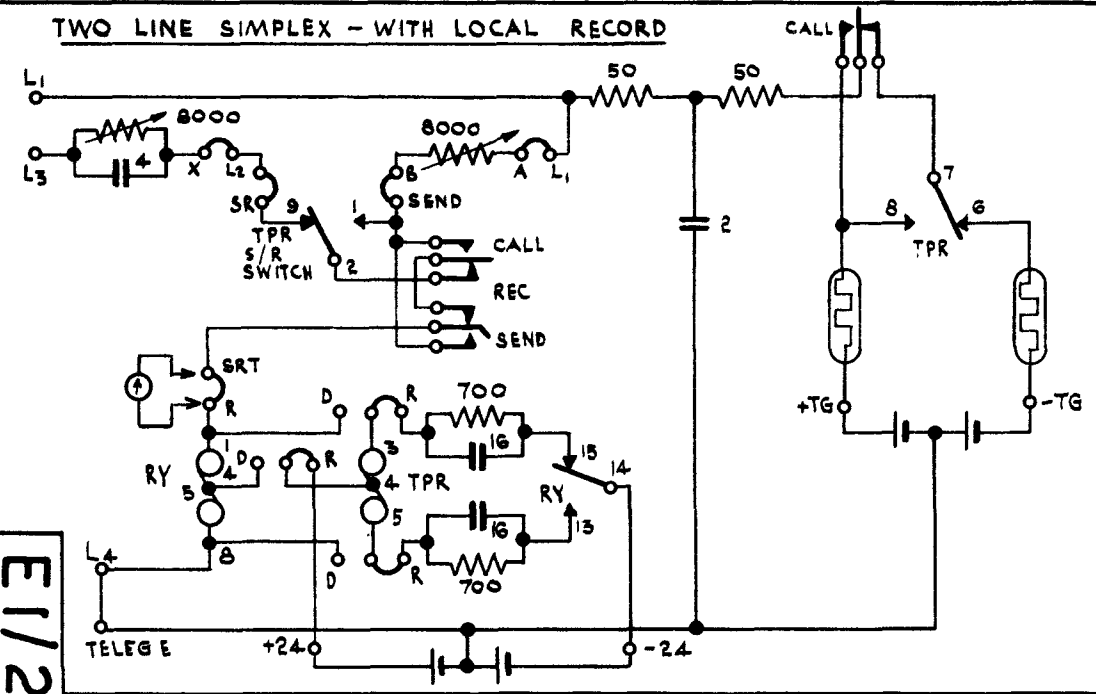 TWO LINE SIMPLEX – WITH LOCAL RECORD
CALL
L1
50
50
8000
8000
4
L3
X
L2
B
A
L1
7
SR
9
1
SEND
8
6
TPR
S/R
SWITCH
2
CALL
2
TPR
REC
SEND
SRT
R
D
R
700
+TG
-TG
1
16
15
RY
4
D
R
3
4
TPR
14
5
5
RY
16
13
L4
8
D
R
700
TELEG E
+24
-24
E1/2